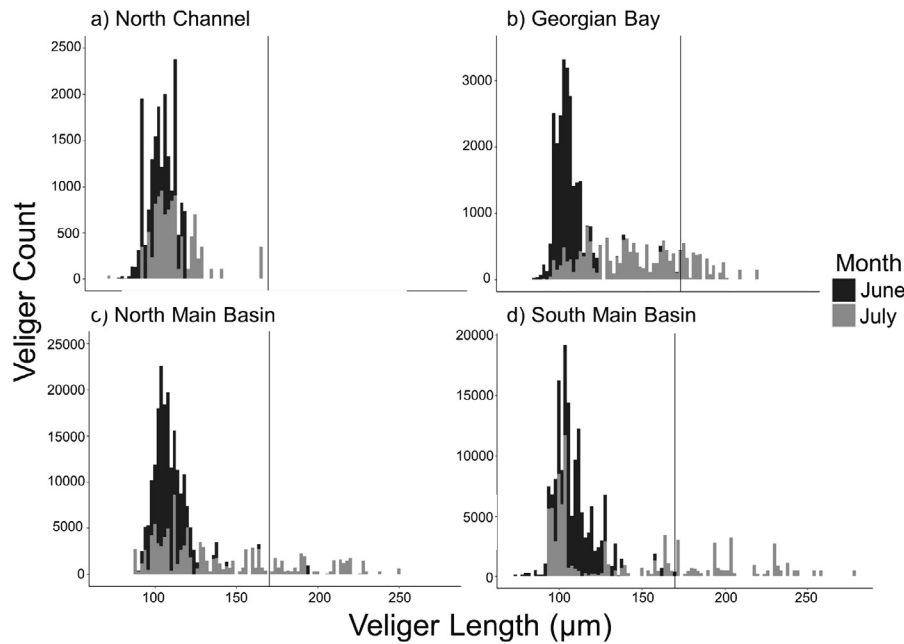 a) North Channel
b) Georgian Bay
2500
2000
1500
1000
500
0
3000
2000
1000
0
Month
June
July
Veliger Count
c) North Main Basin
d) South Main Basin
25000
20000
15000
10000
5000
0
20000
15000
10000
5000
0
100 150 200 250
100 150 200 250
Veliger Length (µm)